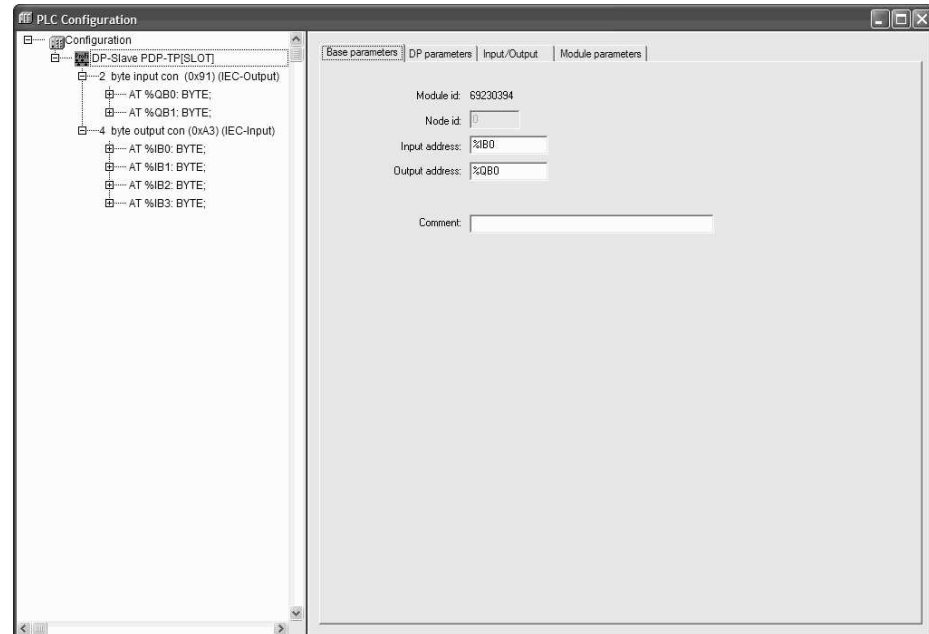 PLC Configuration
Configuration
DP-Slave PDP-TP[SLOT]
2 byte input con (0x91) (IEC-Output)
AT %QB0: BYTE;
AT %QB1: BYTE;
4 byte output con (0xA3) (IEC-Input)
AT %IB0: BYTE;
AT %IB1: BYTE;
AT %IB2: BYTE;
AT %IB3: BYTE;
Base parameters DP parameters Input/Output Module parameters
Module id: 69230394
Node id: 0
Input address: %IB0
Output address: %QB0
Comment: